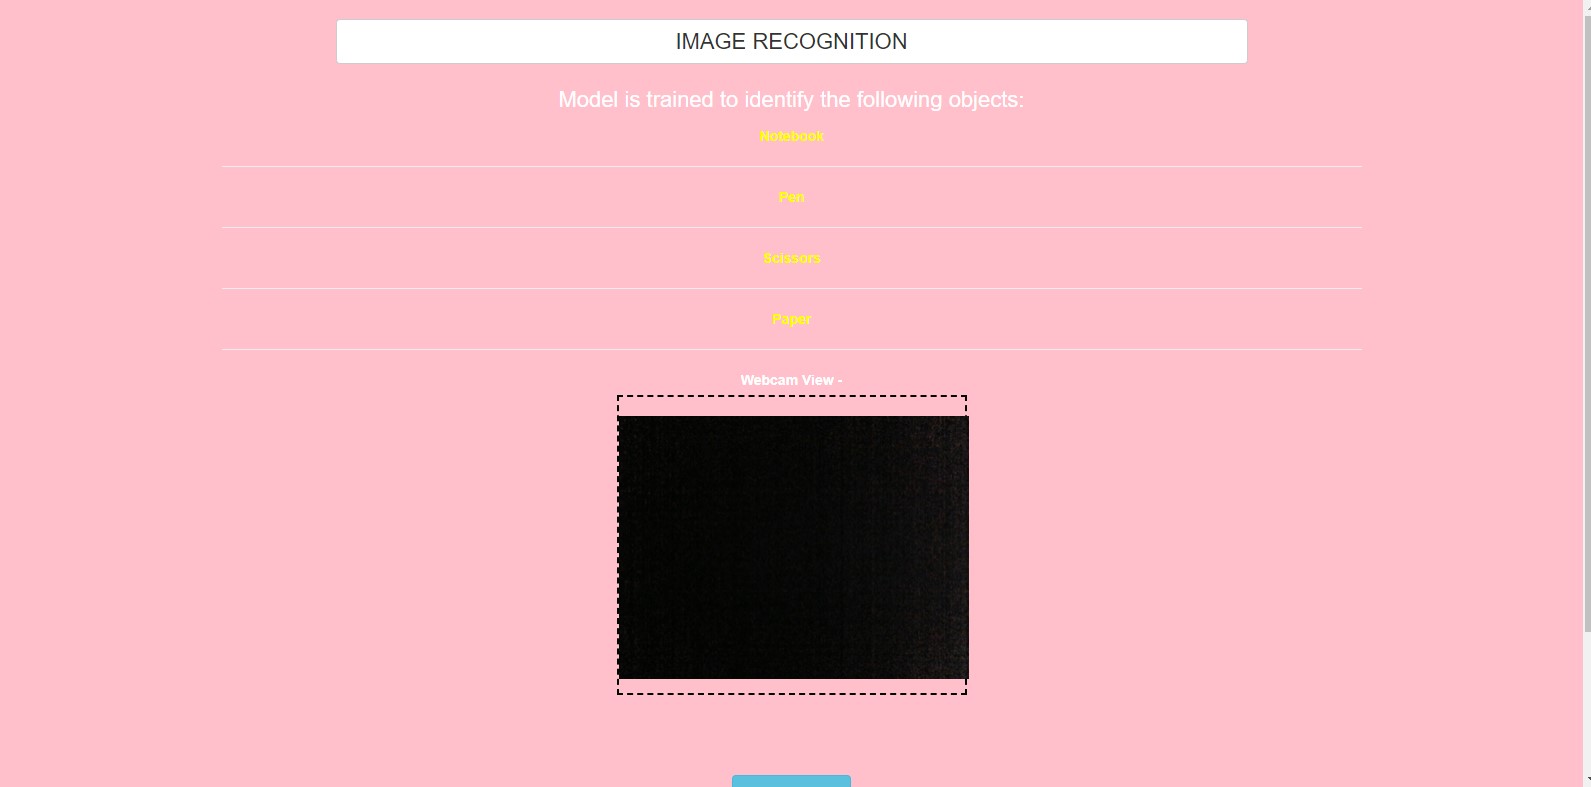 IMAGE RECOGNITION
Model is trained to identify the following objects:
Notebook
Pen
Scissors
Paper
Webcam View -